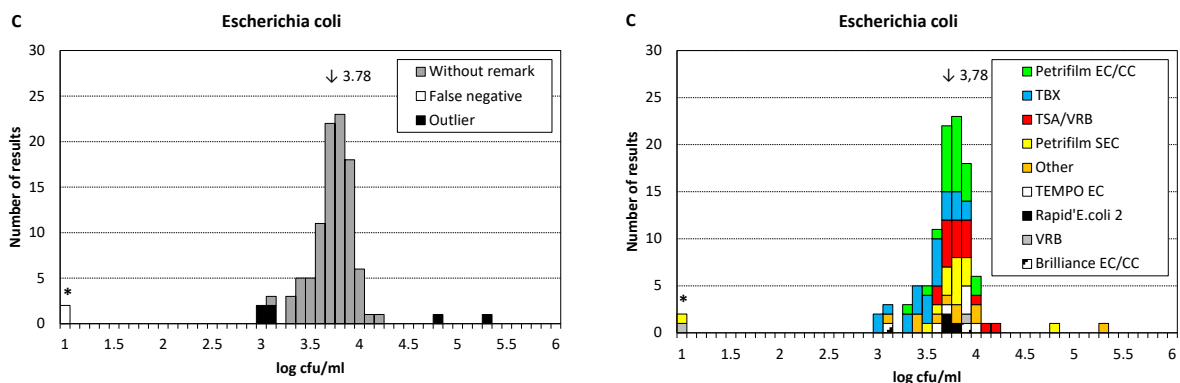 C
Escherichia coli
30
25
20
15
10
5
0
Number of results
↓ 3.78
Without remark
False negative
Outlier
*
1 1.5 2 2.5 3 3.5 4 4.5 5 5.5 6
log cfu/ml
C
Escherichia coli
30
25
20
15
10
5
0
Number of results
↓ 3,78
Petrifilm EC/CC
TBX
TSA/VRB
Petrifilm SEC
Other
TEMPO EC
Rapid'E.coli 2
VRB
Brilliance EC/CC
*
1 1.5 2 2.5 3 3.5 4 4.5 5 5.5 6
log cfu/ml